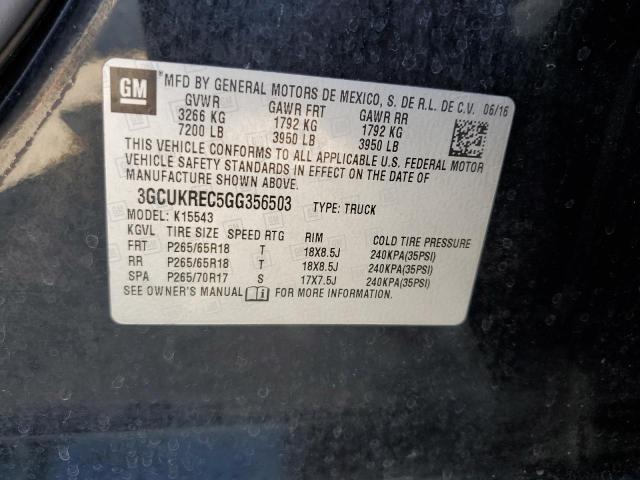 GM
*MFD BY GENERAL MOTORS DE MEXICO, S. DE R.L. DE C.V. 06/16
GVWR GAWR FRT GAWR RR
3266 KG 1792 KG 1792 KG
7200 LB 3950 LB 3950 LB
THIS VEHICLE CONFORMS TO ALL APPLICABLE U.S. FEDERAL MOTOR
VEHICLE SAFETY STANDARDS IN EFFECT ON THE DATE OF
MANUFACTURE SHOWN ABOVE.
3GCUKREC5GG356503 TYPE: TRUCK
MODEL: K15543
KGVL TIRE SIZE SPEED RTG RIM COLD TIRE PRESSURE
FRT P265/65R18 T 18X8.5J 240KPA(35PSI)
RR P265/65R18 T 18X8.5J 240KPA(35PSI)
SPA P265/70R17 S 17X7.5J 240KPA(35PSI)
SEE OWNER'S MANUAL FOR ADDITIONAL INFORMATION.